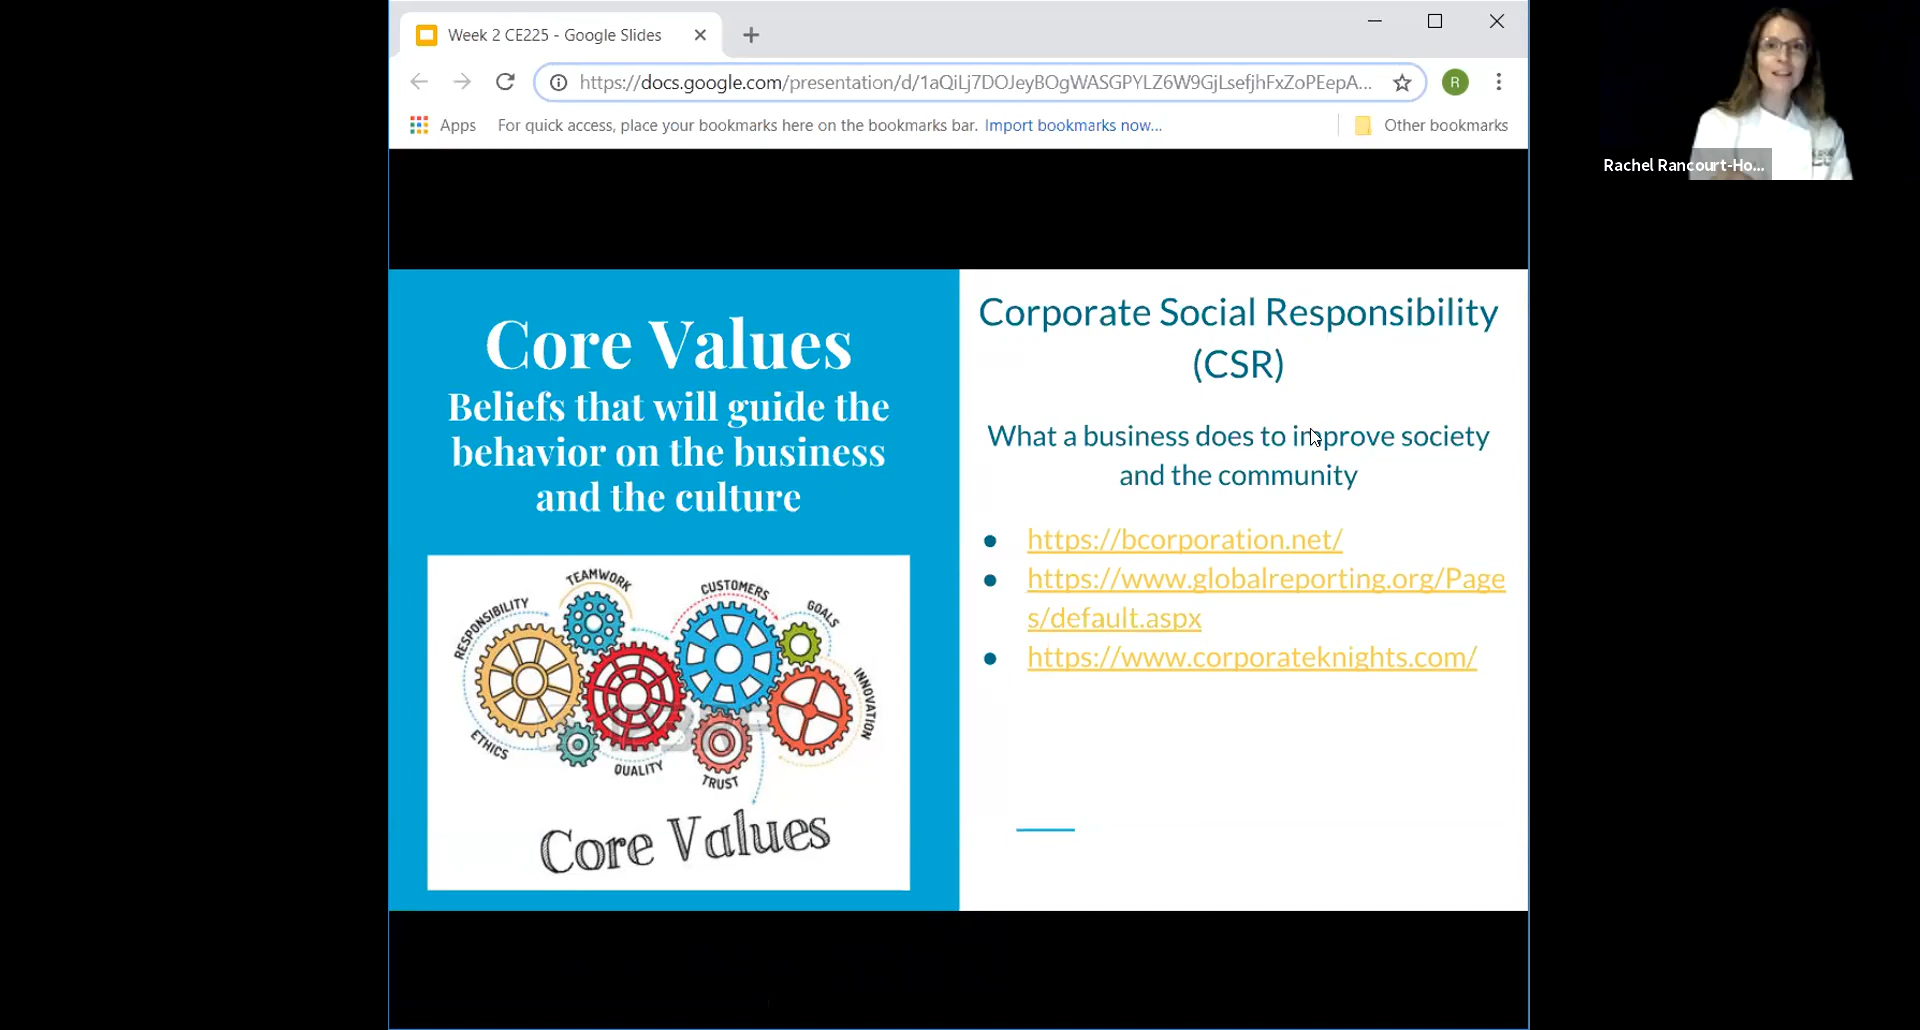 Week 2 CE225 - Google Slides
https://docs.google.com/presentation/d/1aQiLj7DOJeyBOgWASGPYLZ6W9GjLsefjhFxZoPEepA...
R
Apps
For quick access, place your bookmarks here on the bookmarks bar. Import bookmarks now...
Other bookmarks
Rachel Rancourt-Ho...
Core Values
Beliefs that will guide the
behavior on the business
and the culture
TEAMWORK
CUSTOMERS
RESPONSIBILITY
GOALS
INNOVATION
ETHICS
QUALITY
TRUST
Core Values
Corporate Social Responsibility
(CSR)
What a business does to improve society
and the community
https://bcorporation.net/
https://www.globalreporting.org/Page
s/default.aspx
https://www.corporateknights.com/